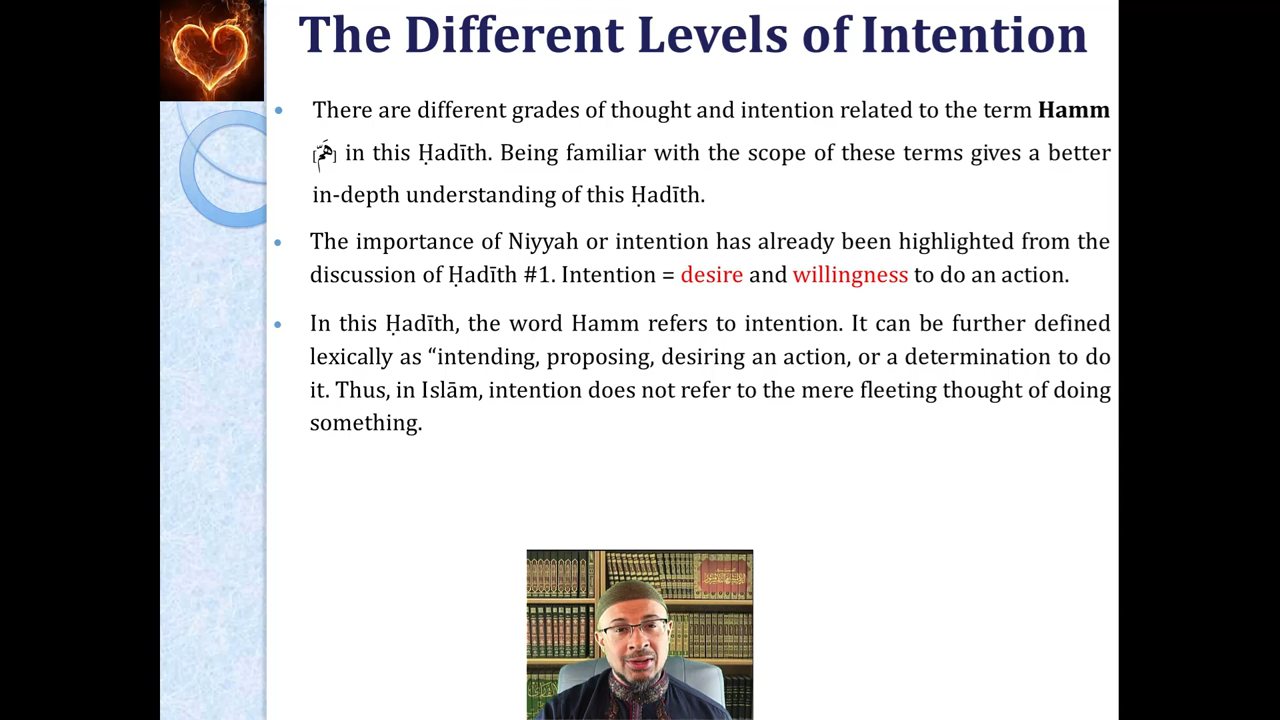 The Different Levels of Intention
• There are different grades of thought and intention related to the term Hamm
[هَمّ] in this Ḥadīth. Being familiar with the scope of these terms gives a better
in-depth understanding of this Ḥadīth.
• The importance of Niyyah or intention has already been highlighted from the
discussion of Ḥadīth #1. Intention = desire and willingness to do an action.
• In this Ḥadīth, the word Hamm refers to intention. It can be further defined
lexically as “intending, proposing, desiring an action, or a determination to do
it. Thus, in Islām, intention does not refer to the mere fleeting thought of doing
something.